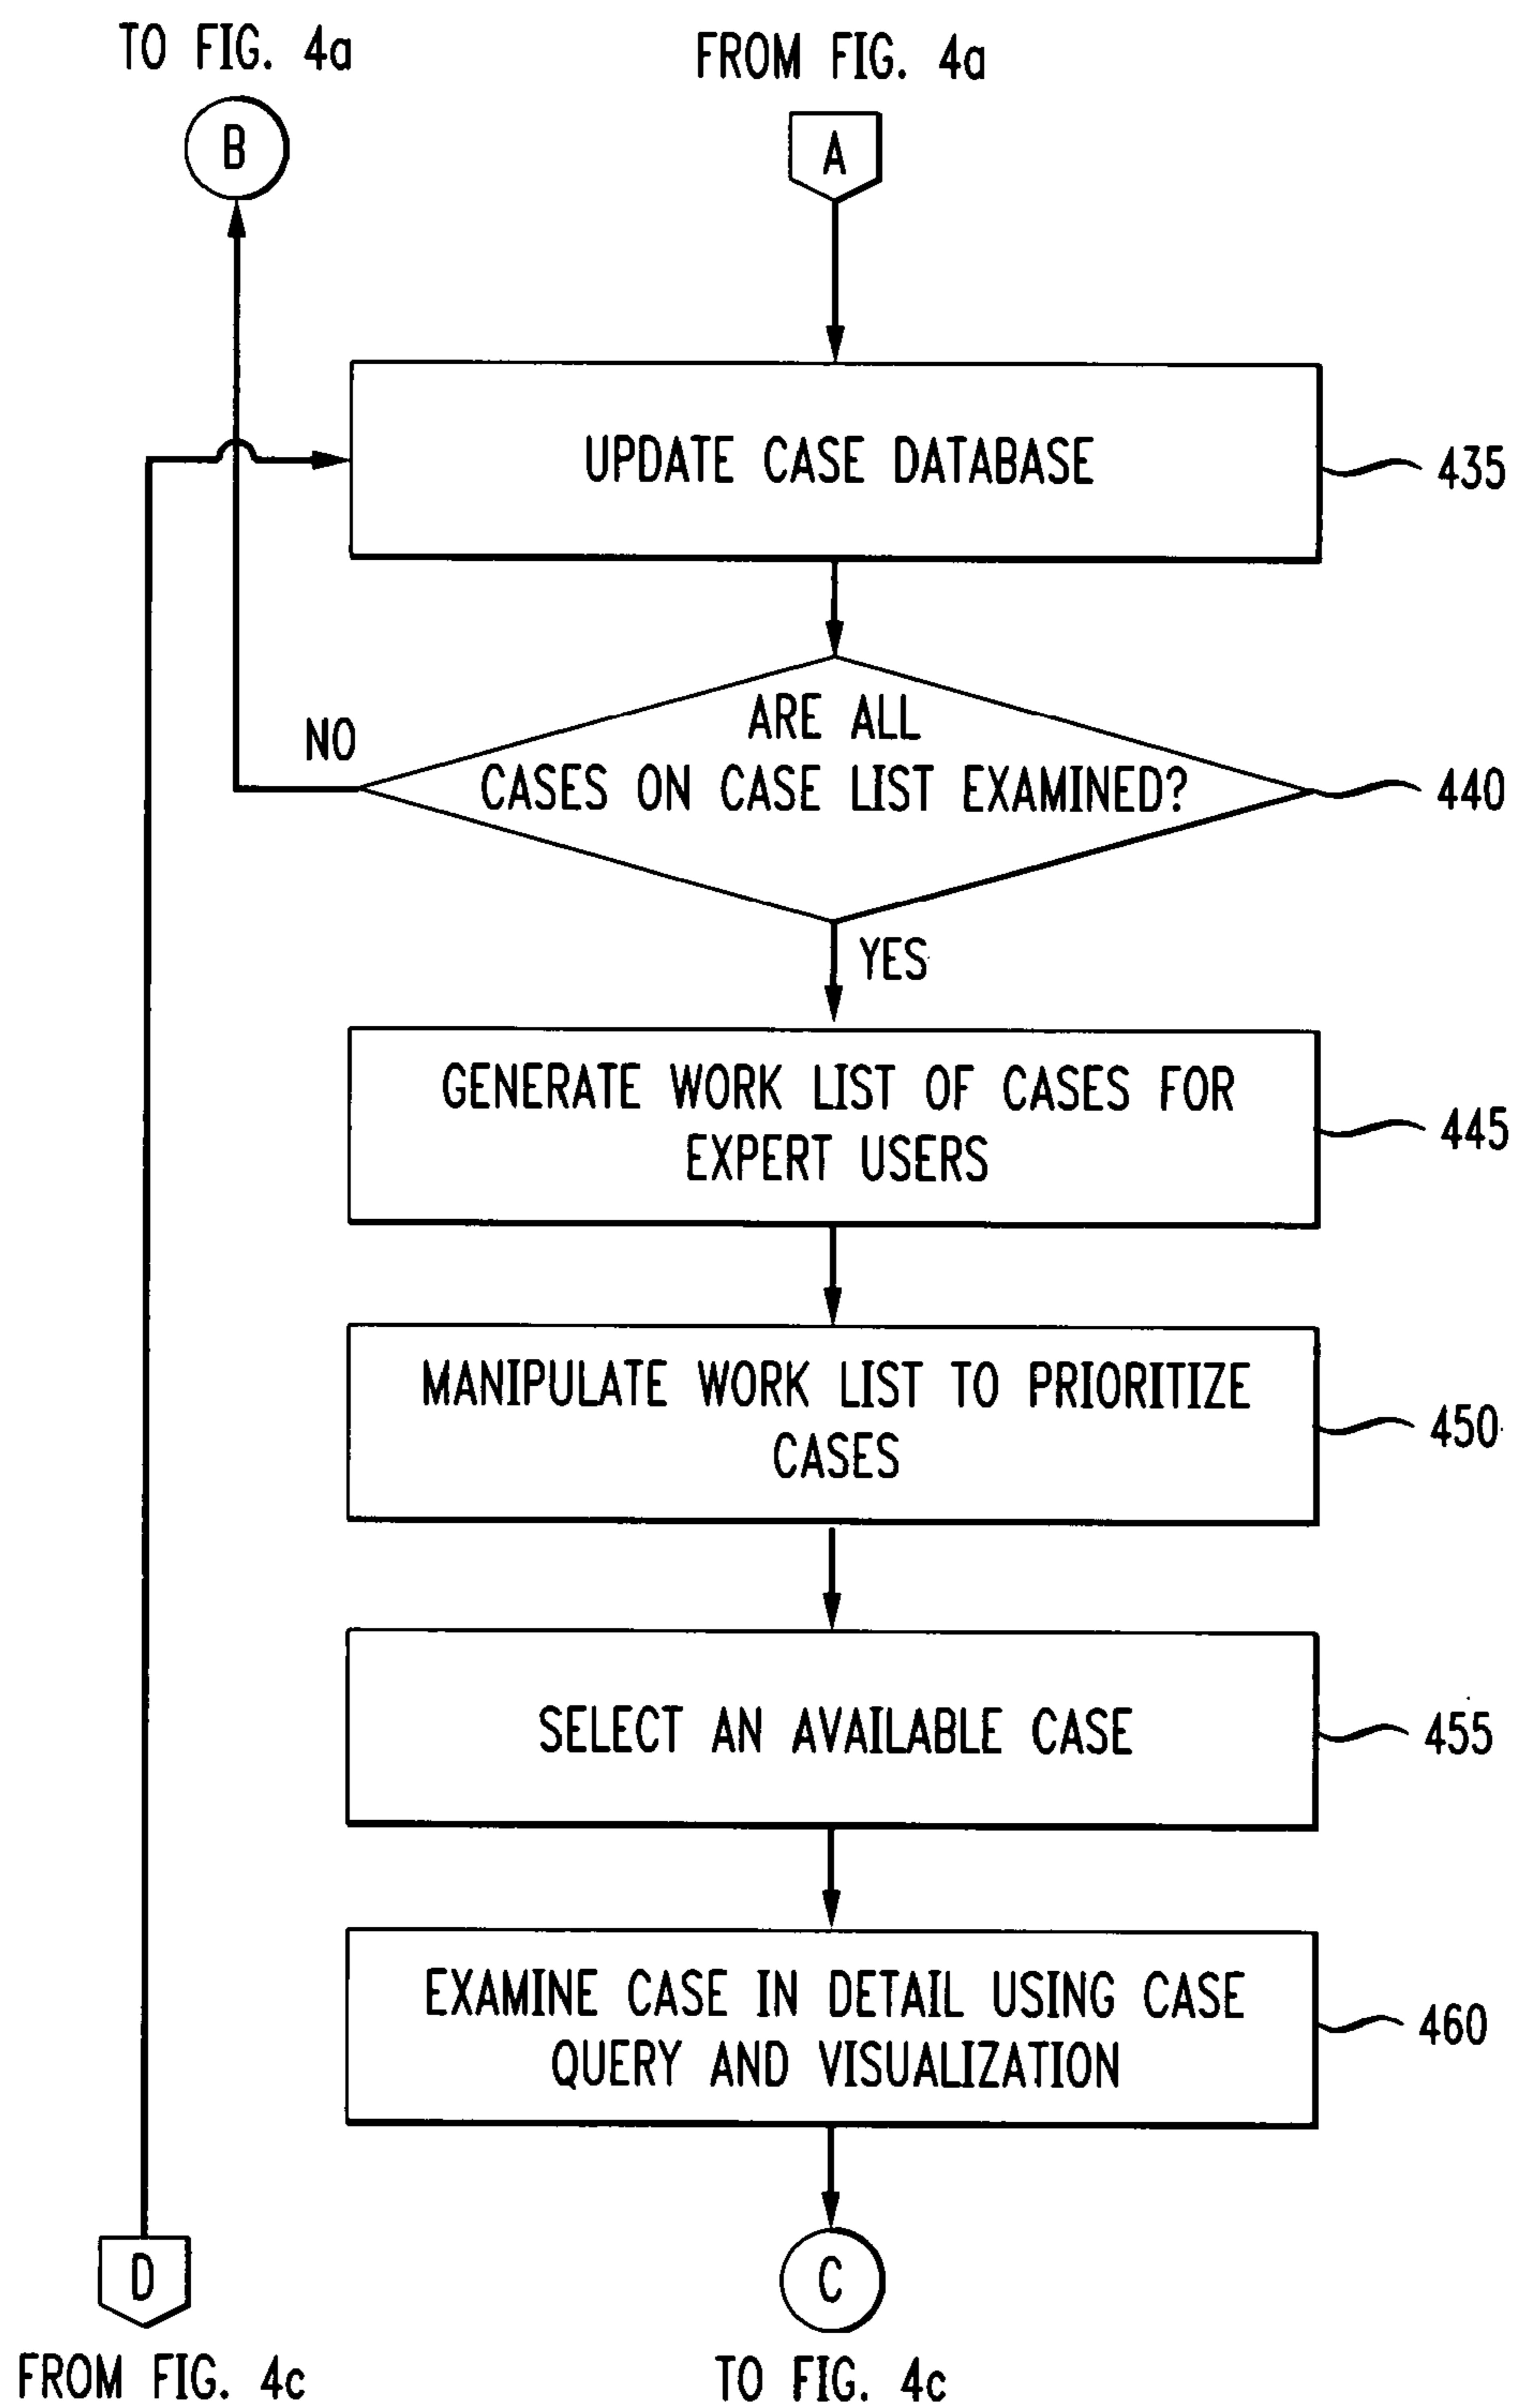 TO FIG. 4a
FROM FIG. 4a
B
A
UPDATE CASE DATABASE
435
ARE ALL
NO
CASES ON CASE LIST EXAMINED?
440
YES
GENERATE WORK LIST OF CASES FOR
EXPERT USERS
445
MANIPULATE WORK LIST TO PRIORITIZE
CASES
450
SELECT AN AVAILABLE CASE
455
EXAMINE CASE IN DETAIL USING CASE
QUERY AND VISUALIZATION
460
D
C
FROM FIG. 4c
TO FIG. 4c